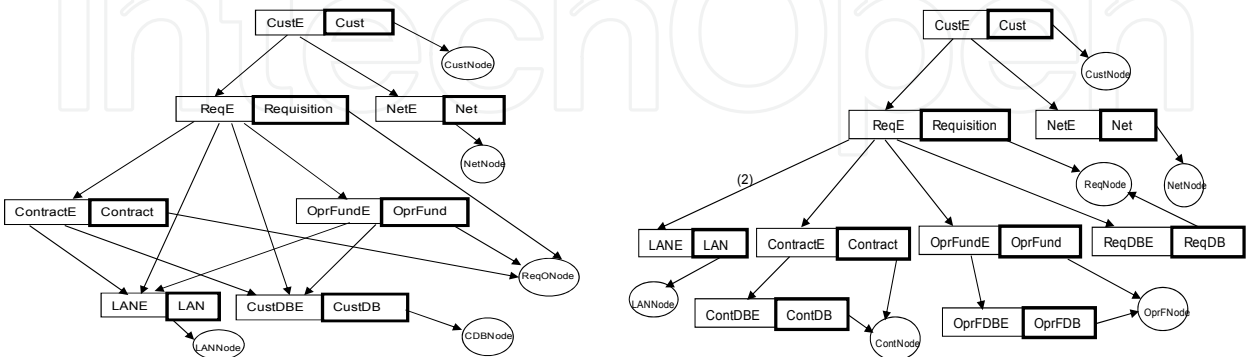 IntechOpen
CustE Cust
CustNode
ReqE Requisition NetE Net
NetNode
ContractE Contract OprFundE OprFund
ReqONode
LANE LAN CustDBE CustDB
LANNode CDBNode
CustE Cust
CustNode
ReqE Requisition NetE Net
(2) ReqNode NetNode
LANE LAN ContractE Contract OprFundE OprFund ReqDBE ReqDB
LANNode ContDBE ContDB OprFDBE OprFDB OprFNode
ContNode